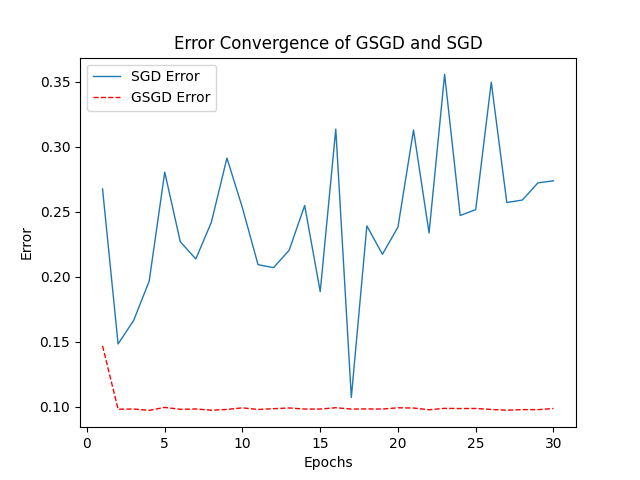 Error Convergence of GSGD and SGD
SGD Error
GSGD Error
0.35
0.30
0.25
0.20
0.15
0.10
Error
0 5 10 15 20 25 30
Epochs